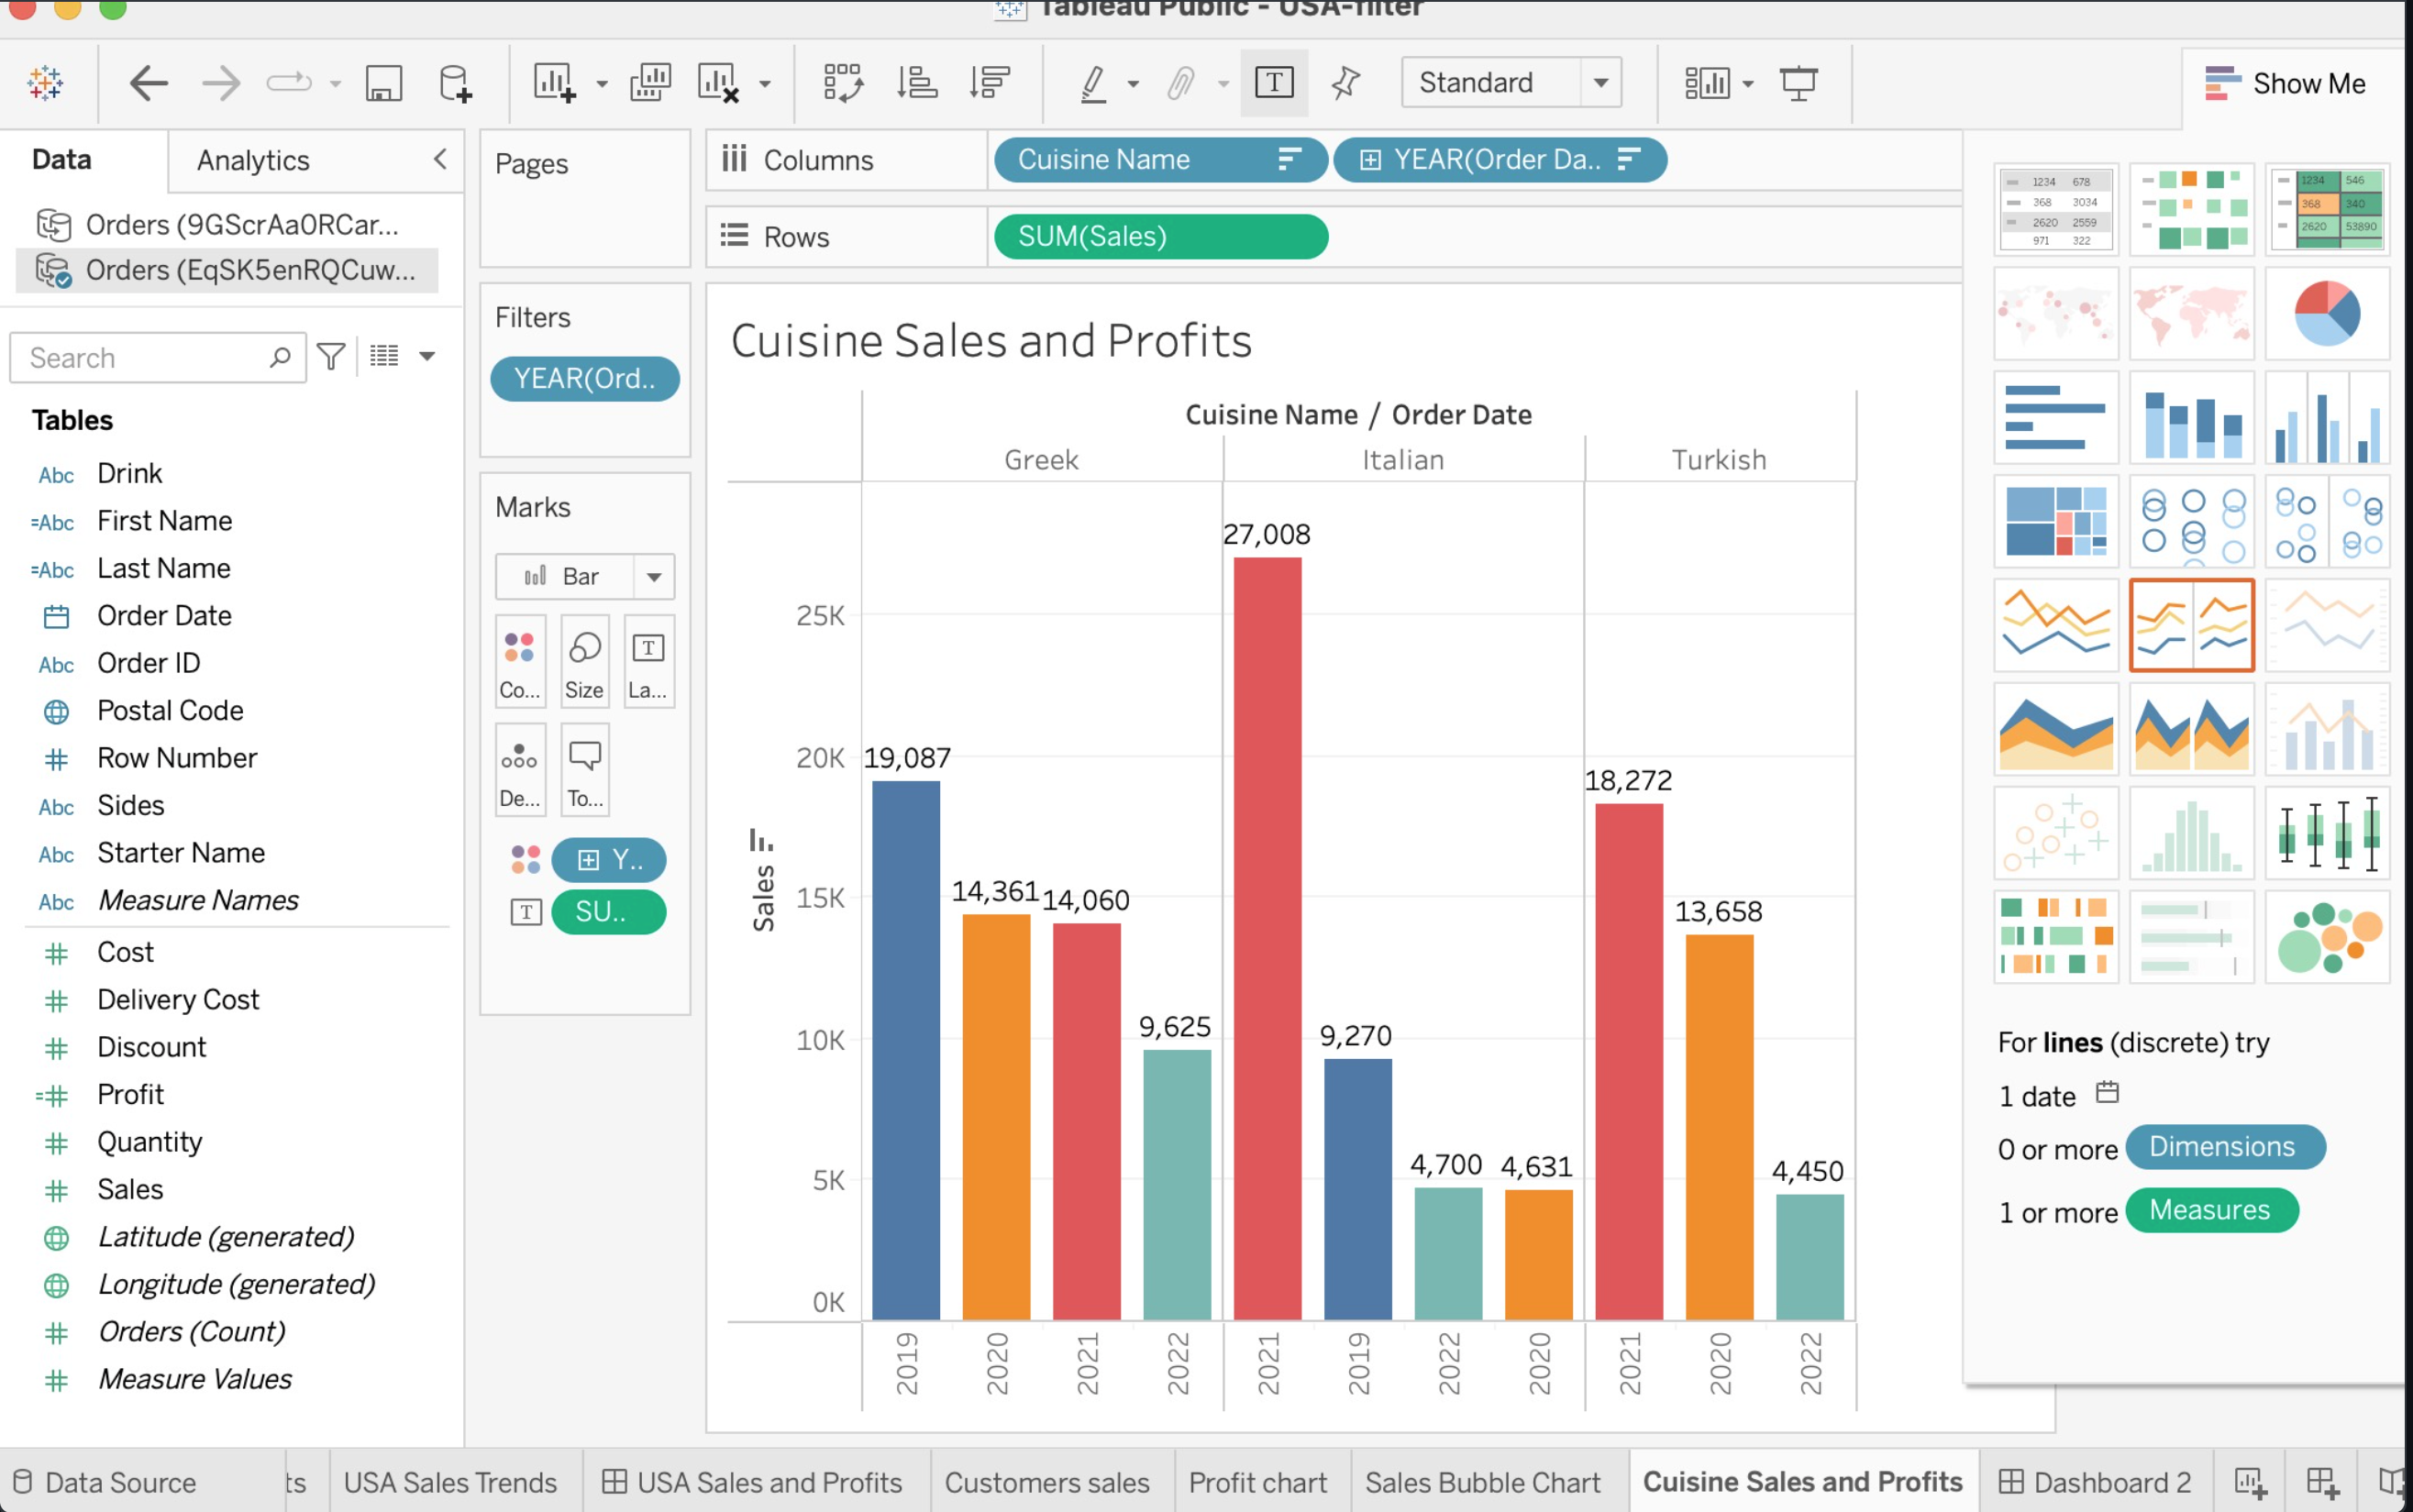 Tableau Public - USA-filter
Standard
Show Me
Data
Analytics
Orders (9GScrAa0RCar...
Orders (EqSK5enRQCuw...
Search
Tables
Abc Drink
=Abc First Name
=Abc Last Name
Order Date
Abc Order ID
Postal Code
# Row Number
Abc Sides
Abc Starter Name
Abc Measure Names
# Cost
# Delivery Cost
# Discount
=# Profit
# Quantity
# Sales
Latitude (generated)
Longitude (generated)
# Orders (Count)
# Measure Values
Pages
Filters
YEAR(Ord..
Marks
Bar
Co... Size La...
De... To...
Y..
SU..
Columns Cuisine Name YEAR(Order Da..
Rows SUM(Sales)
Cuisine Sales and Profits
Cuisine Name / Order Date
Greek Italian Turkish
Sales
25K
20K
15K
10K
5K
0K
19,087
14,361
14,060
9,625
27,008
9,270
4,700
4,631
18,272
13,658
4,450
2019 2020 2021 2022 2021 2019 2022 2020 2021 2020 2022
1234 678
368 3034
2620 2559
971 322
1234 546
368 340
2620 53890
For lines (discrete) try
1 date
0 or more Dimensions
1 or more Measures
Data Source
ts
USA Sales Trends
USA Sales and Profits
Customers sales
Profit chart
Sales Bubble Chart
Cuisine Sales and Profits
Dashboard 2